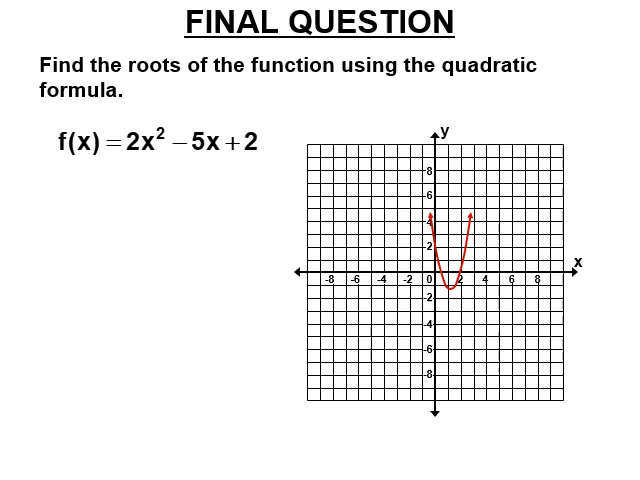 FINAL QUESTION
Find the roots of the function using the quadratic
formula.
f(x) = 2x² − 5x + 2
y
8
6
4
2
x
-8 -6 -4 -2 0 2 4 6 8
-2
-4
-6
-8